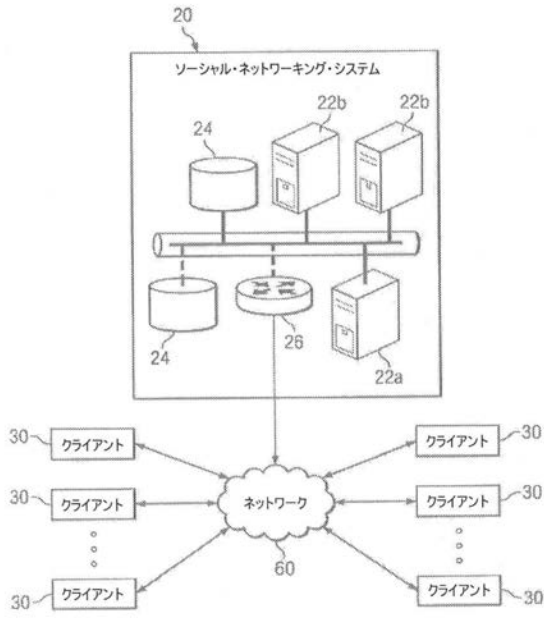 20
ソーシャル・ネットワーキング・システム
22b
22b
24
24
26
22a
30
クライアント
クライアント
30
30
クライアント
ネットワーク
クライアント
30
60
30
クライアント
クライアント
30